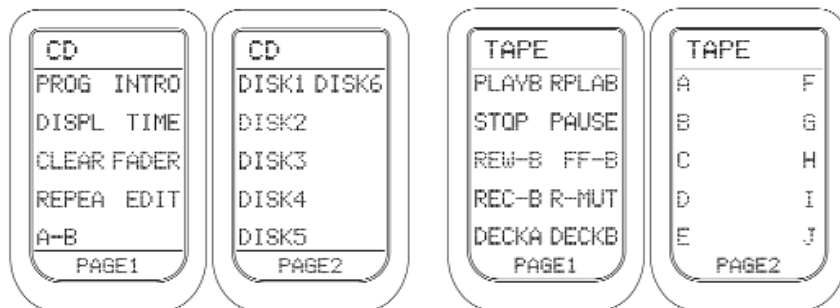 CD
PROG INTRO
DISPL TIME
CLEAR FADER
REPEA EDIT
A-B
PAGE1
CD
DISK1 DISK6
DISK2
DISK3
DISK4
DISK5
PAGE2
TAPE
PLAYB RPLAB
STOP PAUSE
REW-B FF-B
REC-B R-MUT
DECKA DECKB
PAGE1
TAPE
A F
B G
C H
D I
E J
PAGE2